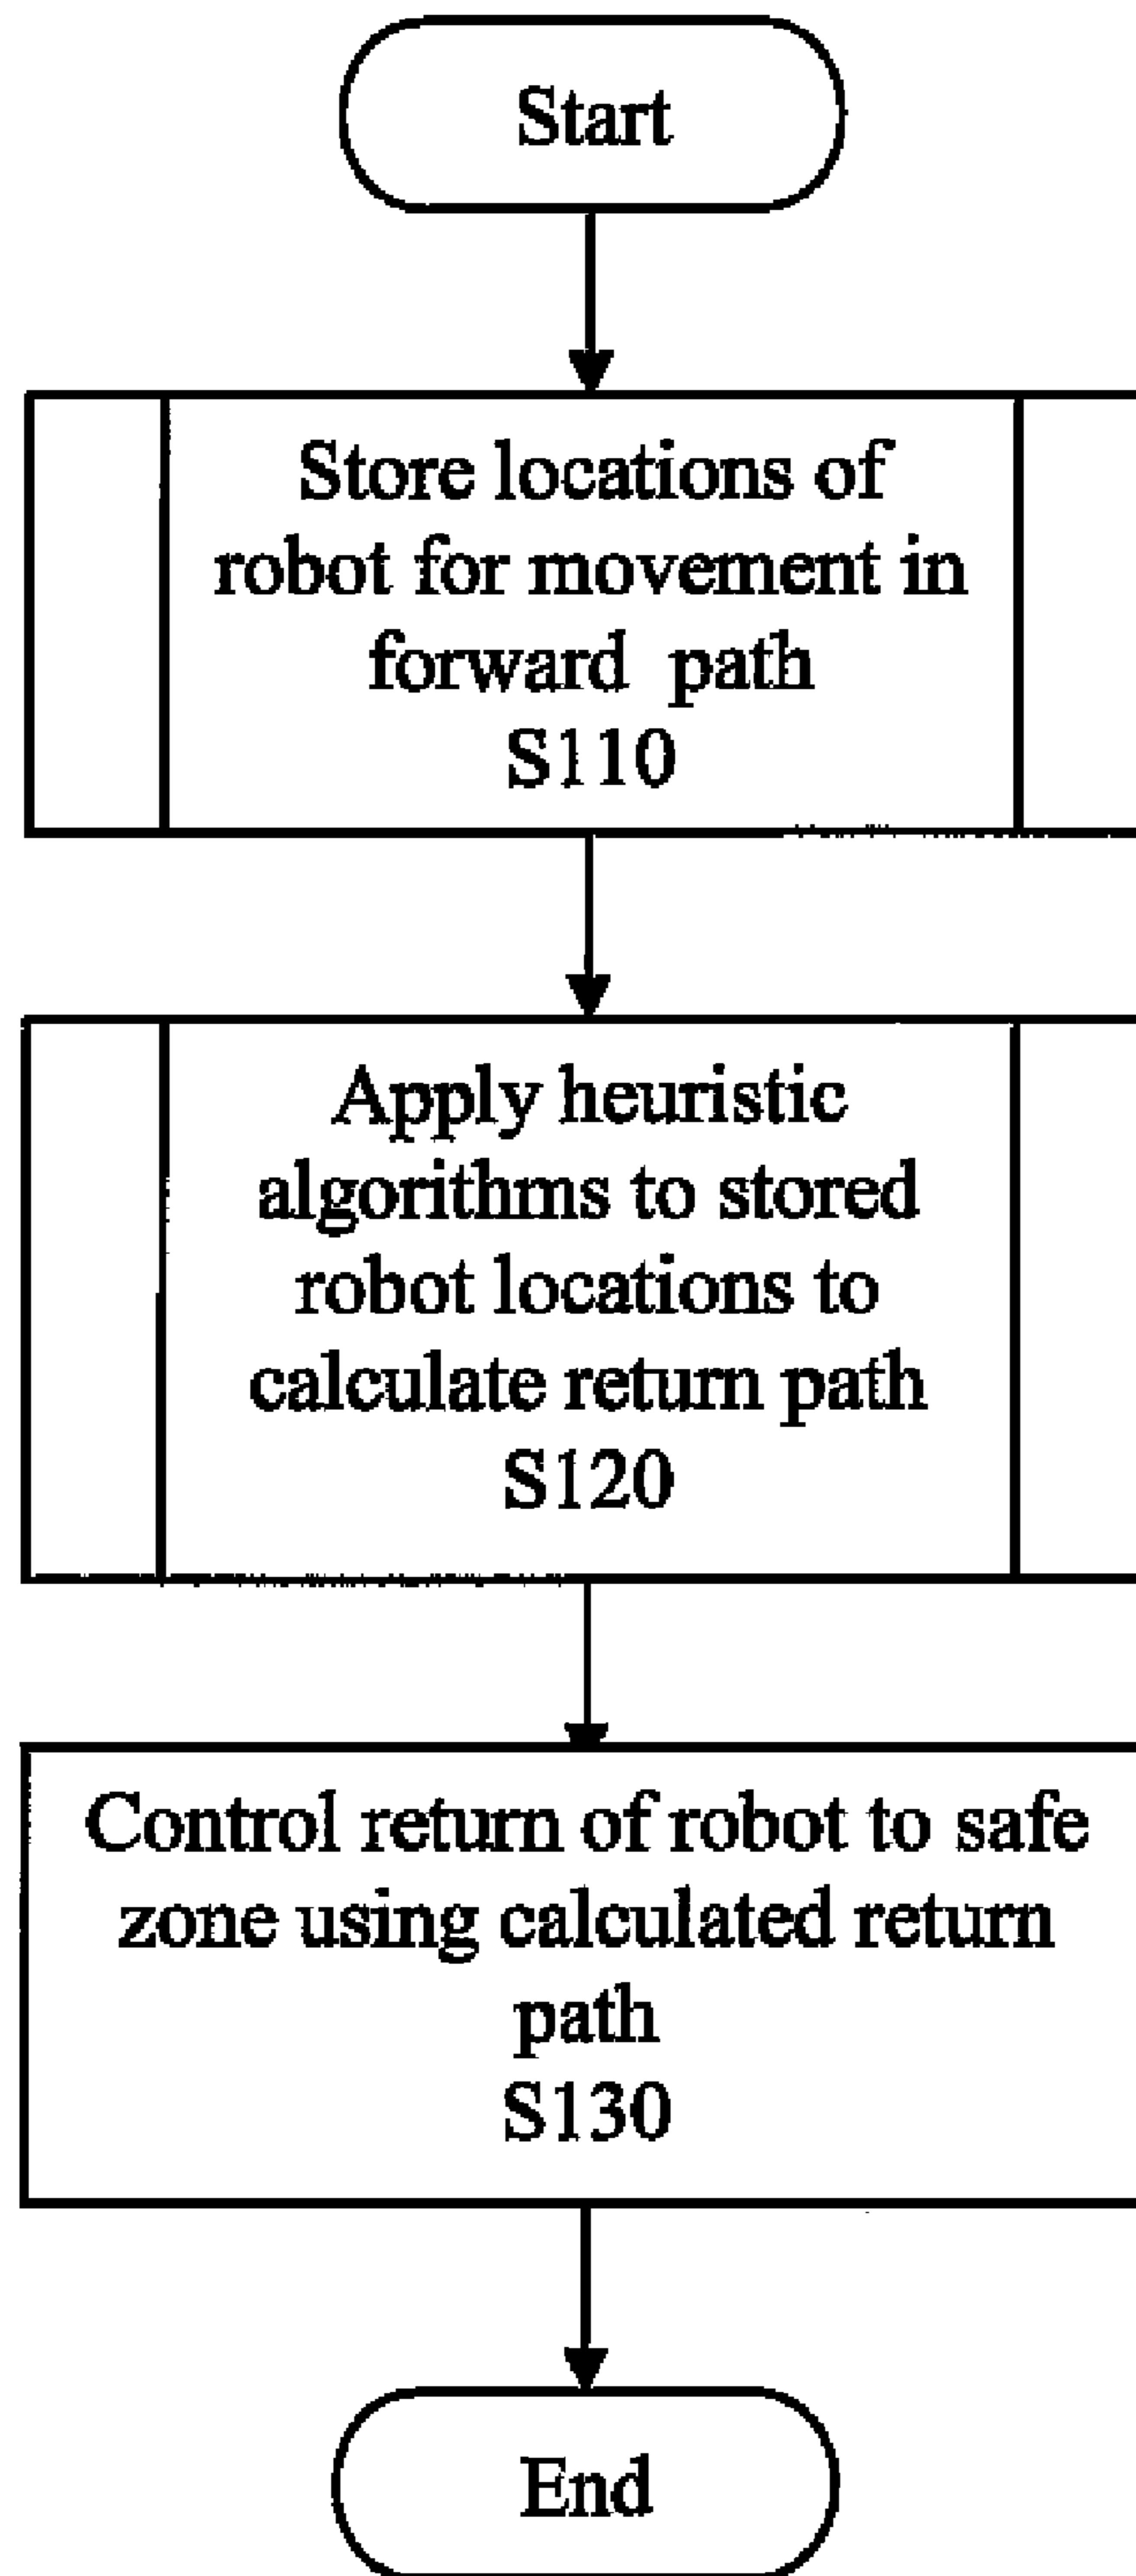 Start
Store locations of
robot for movement in
forward path
S110
Apply heuristic
algorithms to stored
robot locations to
calculate return path
S120
Control return of robot to safe
zone using calculated return
path
S130
End